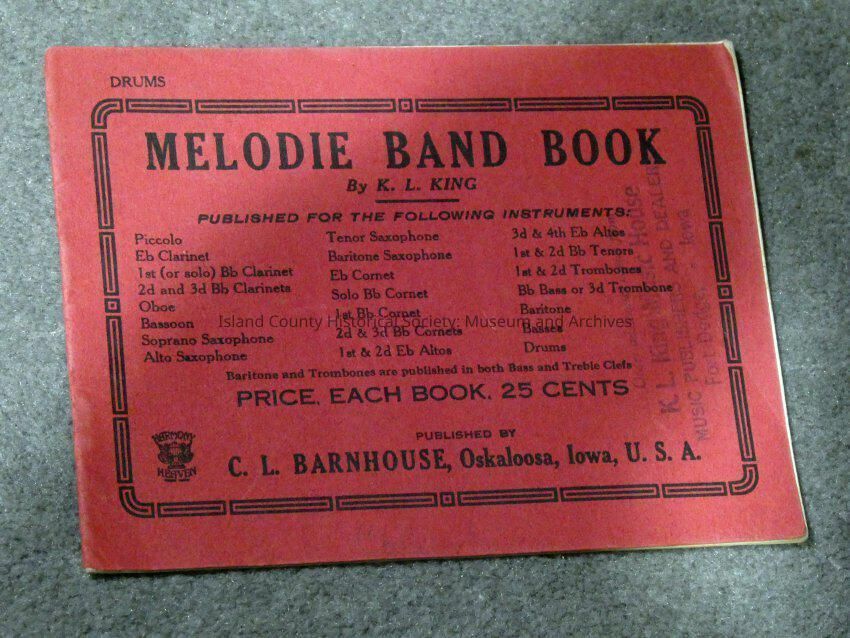 DRUMS
MELODIE BAND BOOK
By K. L. KING
PUBLISHED FOR THE FOLLOWING INSTRUMENTS:
Piccolo
Eb Clarinet
1st (or solo) Bb Clarinet
2d and 3d Bb Clarinets
Oboe
Bassoon
Soprano Saxophone
Alto Saxophone
Tenor Saxophone
Baritone Saxophone
Eb Cornet
Solo Bb Cornet
1st Bb Cornet
2d & 3d Bb Cornets
1st & 2d Eb Altos
3d & 4th Eb Altos
1st & 2d Bb Tenors
1st & 2d Trombones
Bb Bass or 3d Trombone
Baritone
Basses
Drums
Island County Historical Society: Museum and Archives
Baritone and Trombones are published in both Bass and Treble Clefs
PRICE, EACH BOOK, 25 CENTS
PUBLISHED BY
C. L. BARNHOUSE, Oskaloosa, Iowa, U. S. A.
HARMONY
HEAVEN
K. L. King Music House
MUSIC PUBLISHERS AND DEALER
Fort Dodge, - Iowa